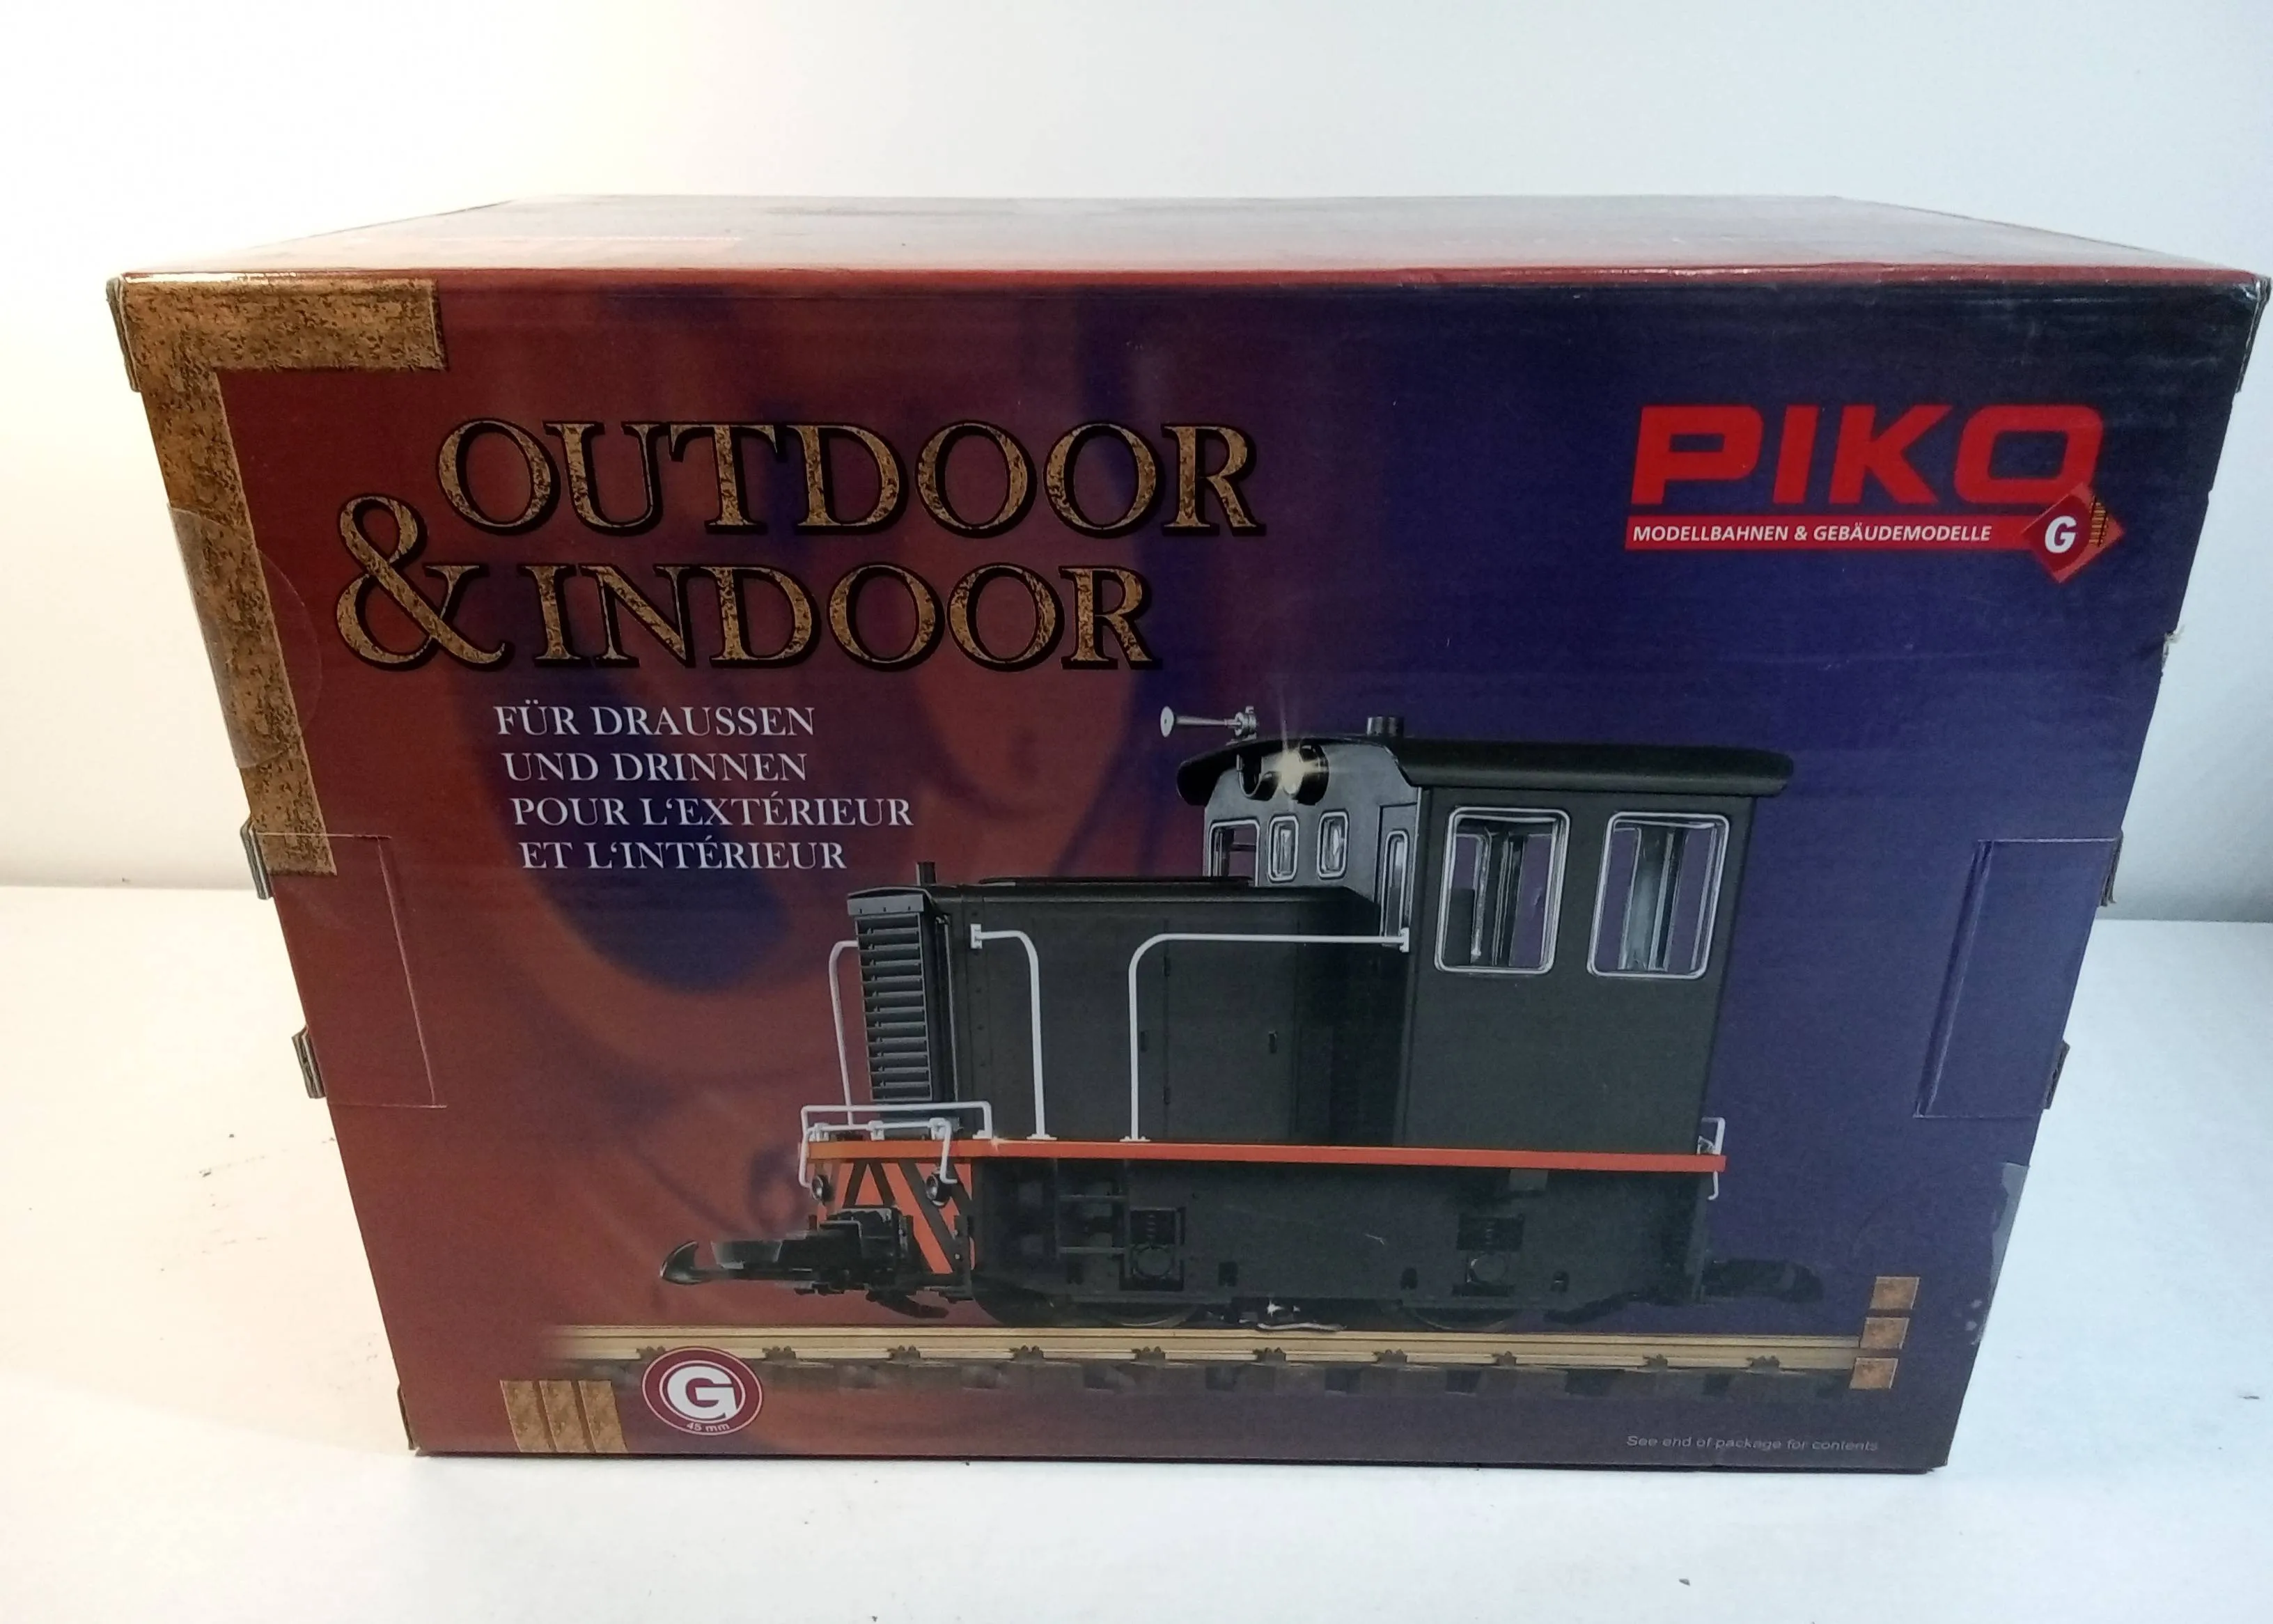 OUTDOOR
& INDOOR
FÜR DRAUSSEN
UND DRINNEN
POUR L'EXTÉRIEUR
ET L'INTÉRIEUR
PIKO
MODELLBAHNEN & GEBÄUDEMODELLE G
G
45 mm
See end of package for contents